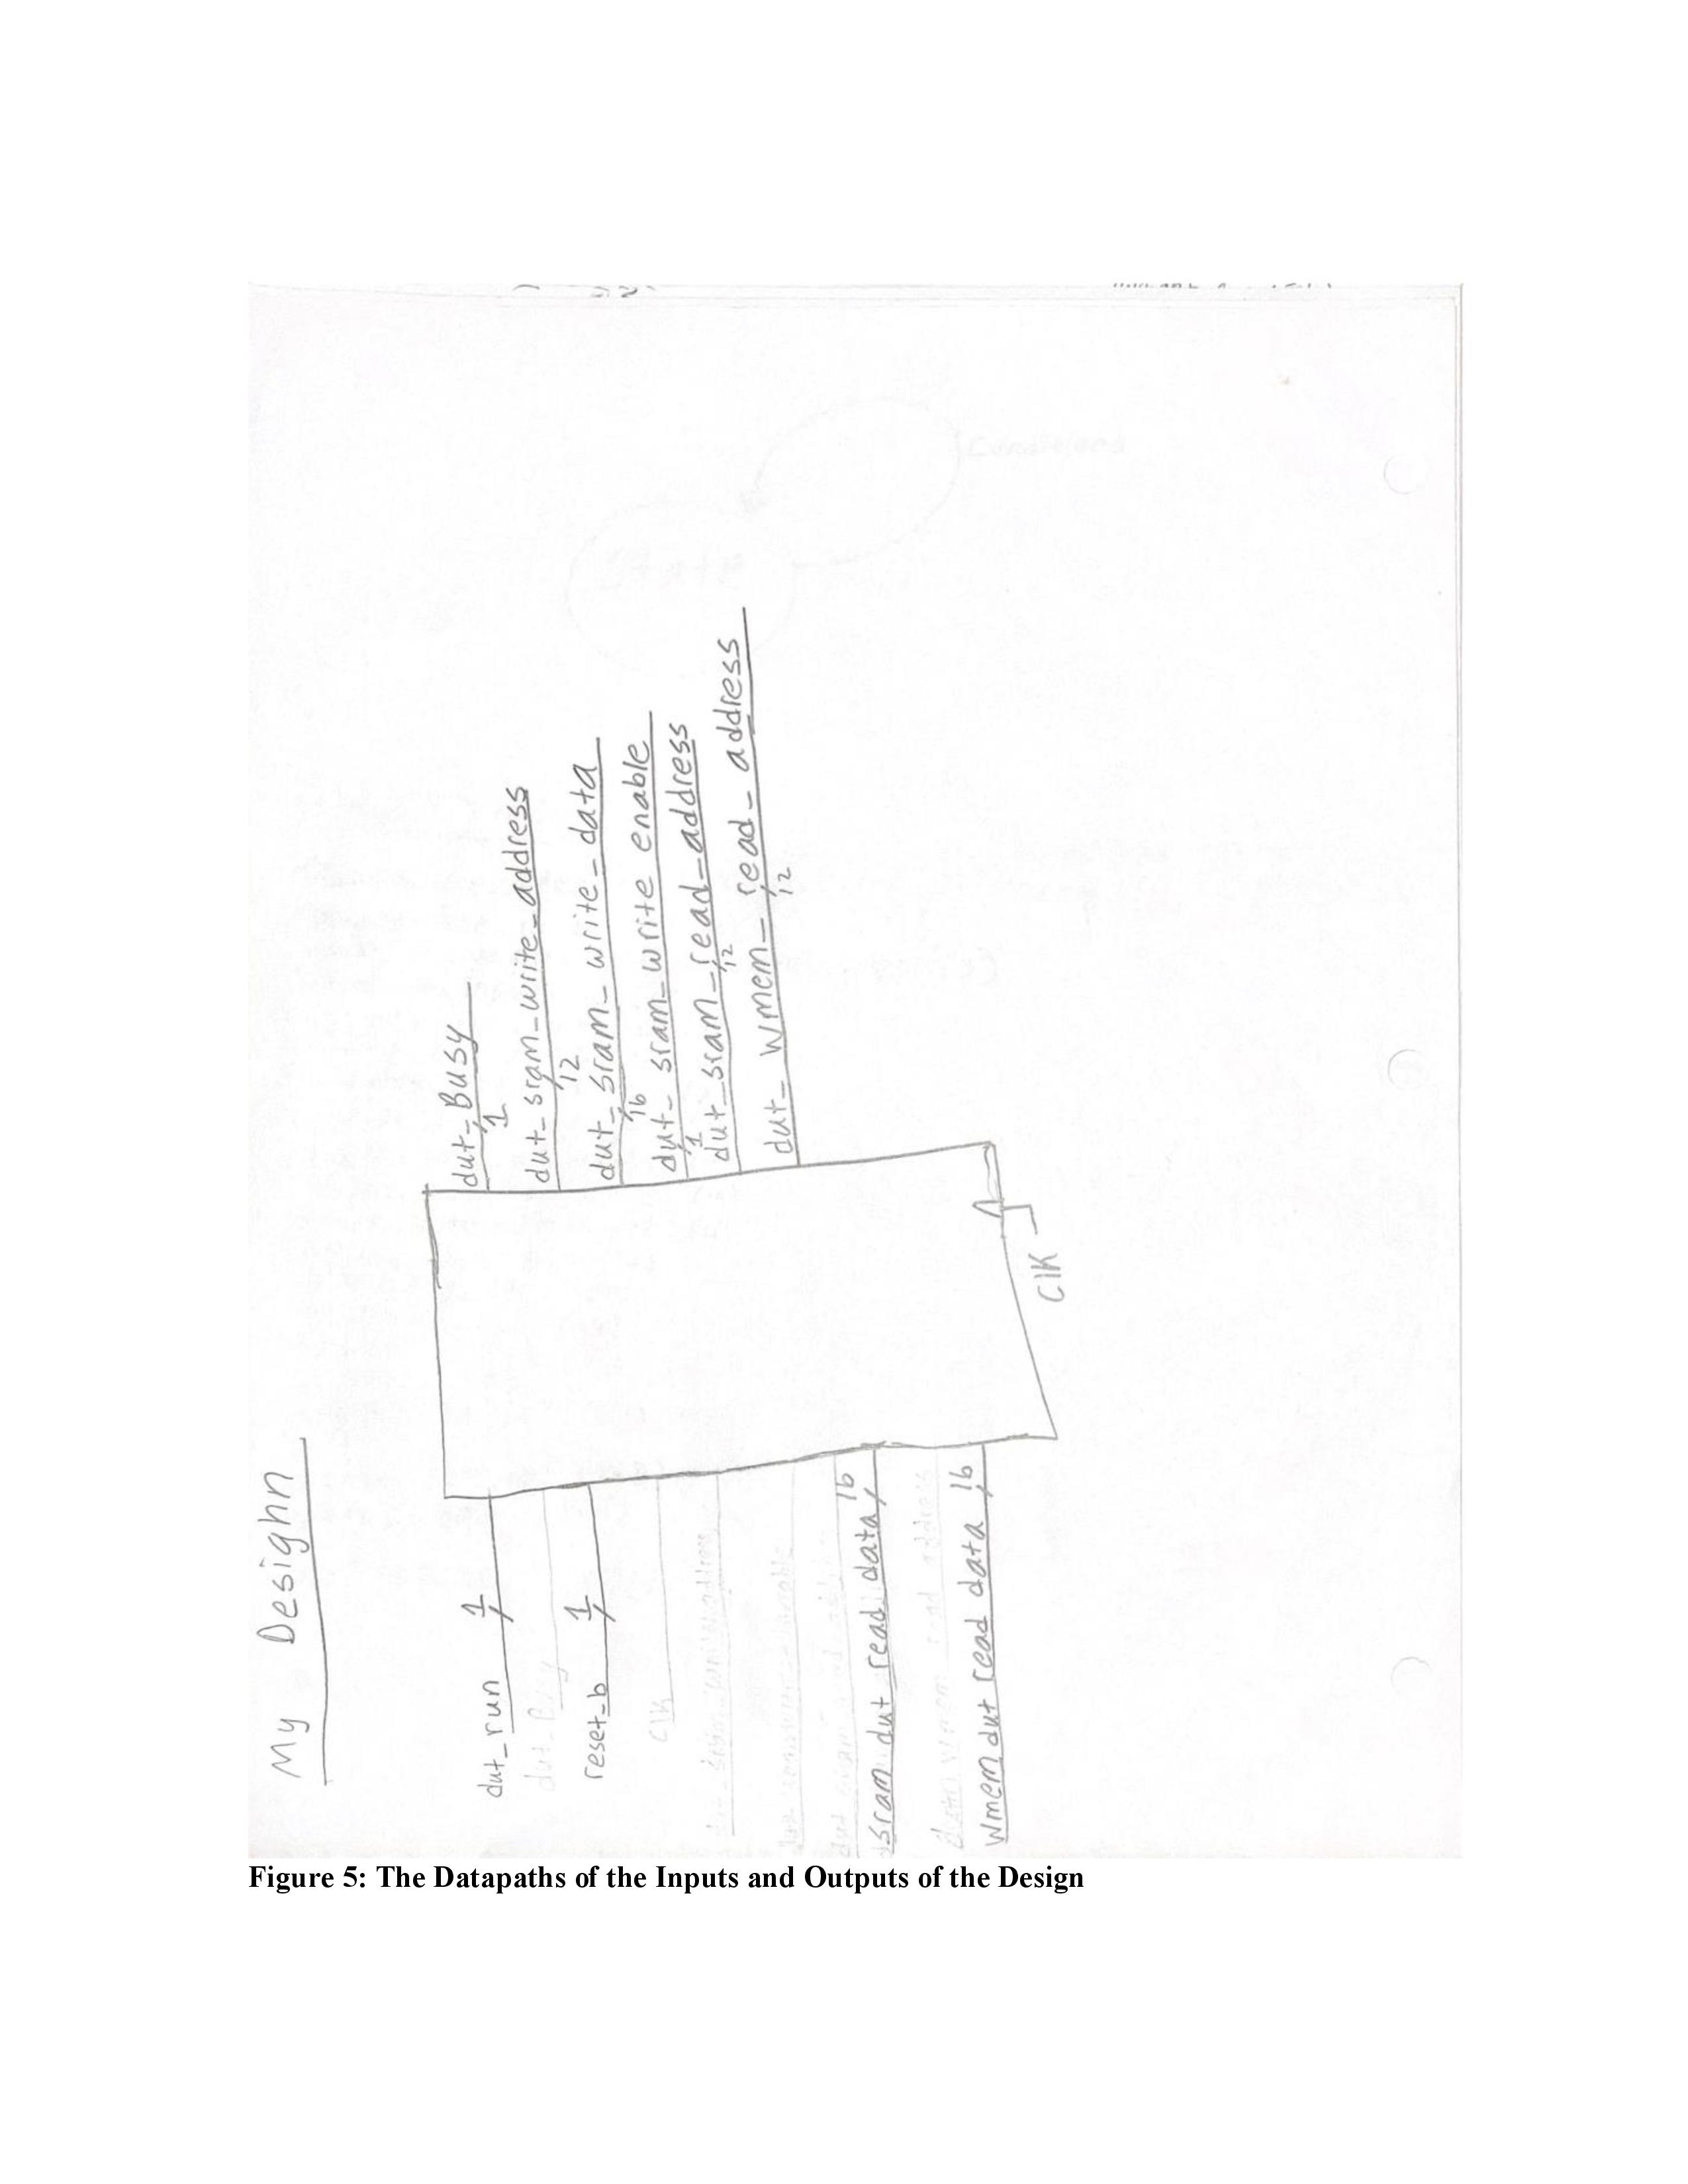 My Designn
dut_run 1
reset_b 1
sram dut read data 16
wmem dut read data 16
dut_Busy
1
dut_sram_write_address
12
dut_sram_write_data
16
dut_sram_write enable
1
dut_sram_read_address
12
dut_wmem_read_address
12
clk
Figure 5: The Datapaths of the Inputs and Outputs of the Design